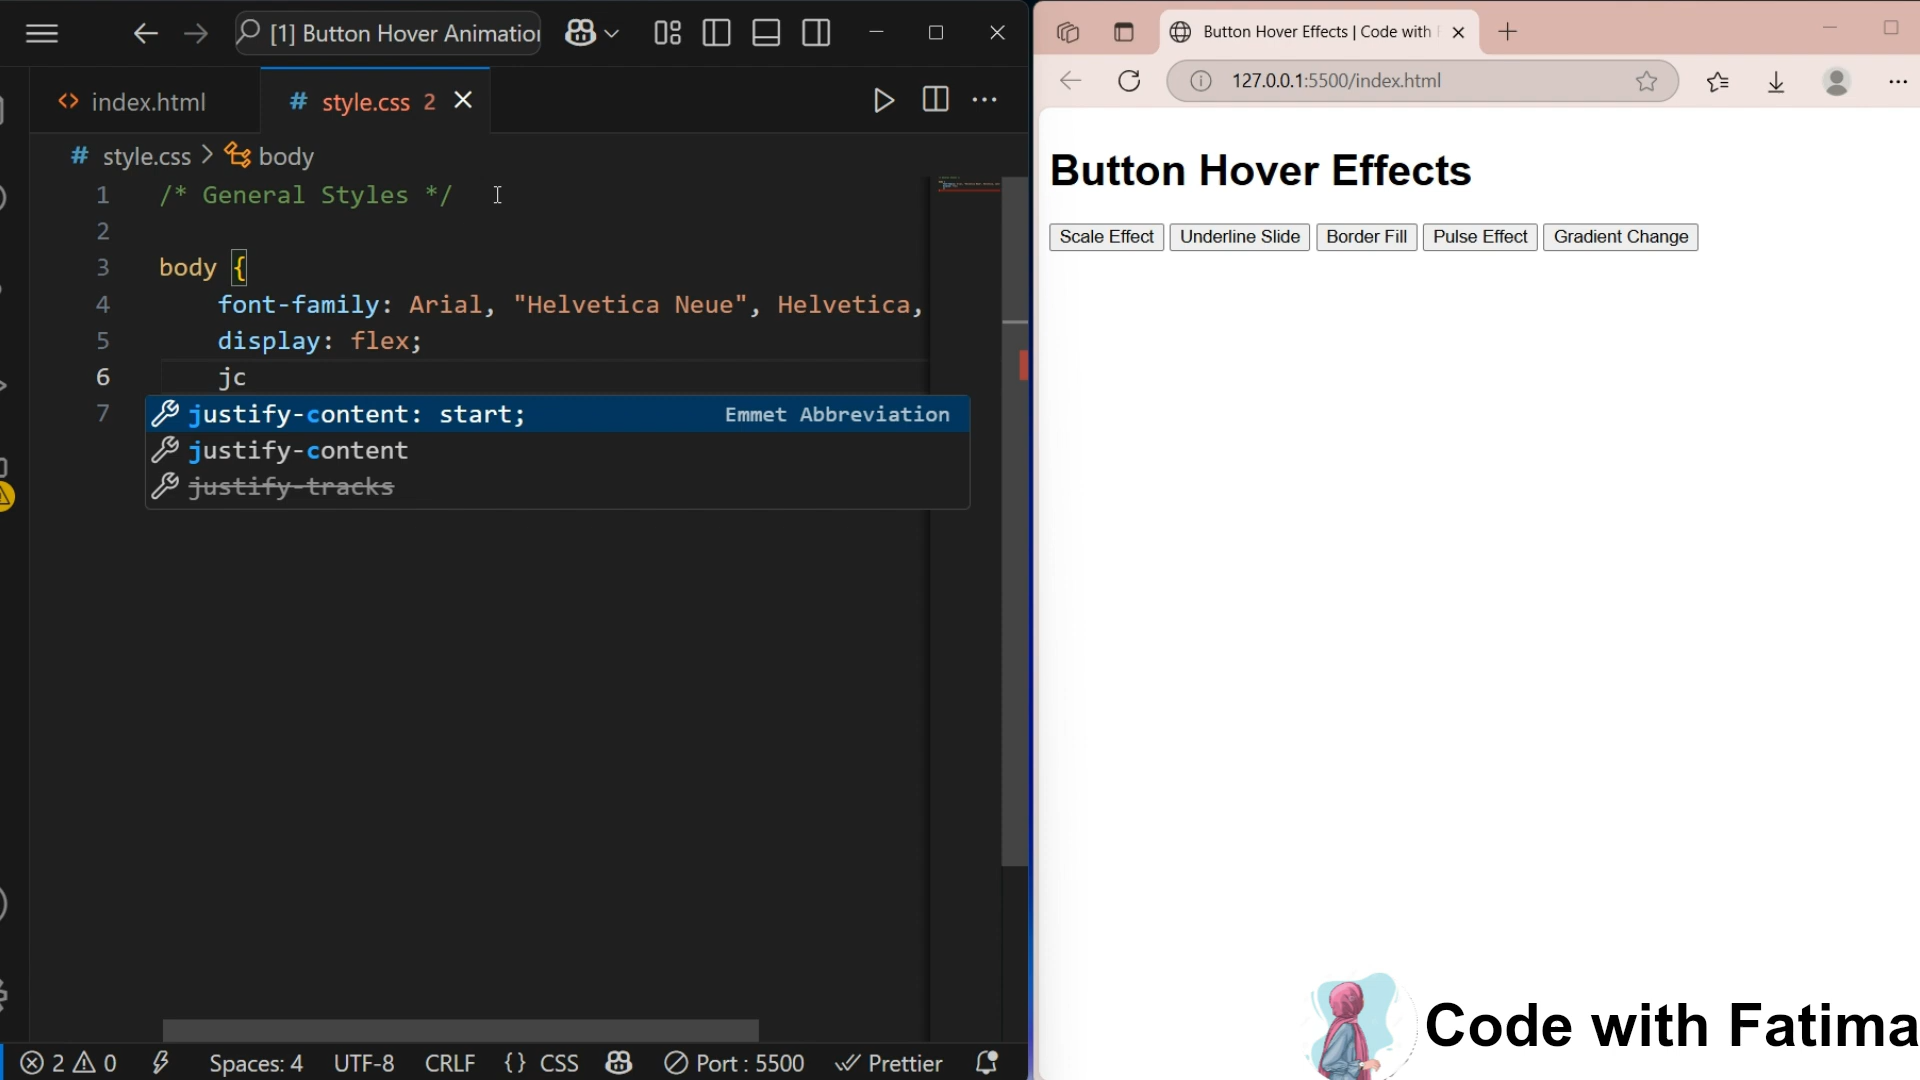 [1] Button Hover Animation
index.html
# style.css 2
# style.css > body
1 /* General Styles */
2
3 body {
4 font-family: Arial, "Helvetica Neue", Helvetica,
5 display: flex;
6 jc
7
justify-content: start; Emmet Abbreviation
justify-content
justify-tracks
2 0 Spaces: 4 UTF-8 CRLF {} CSS Port : 5500 Prettier
Button Hover Effects | Code with
127.0.0.1:5500/index.html
Button Hover Effects
Scale Effect Underline Slide Border Fill Pulse Effect Gradient Change
Code with Fatima